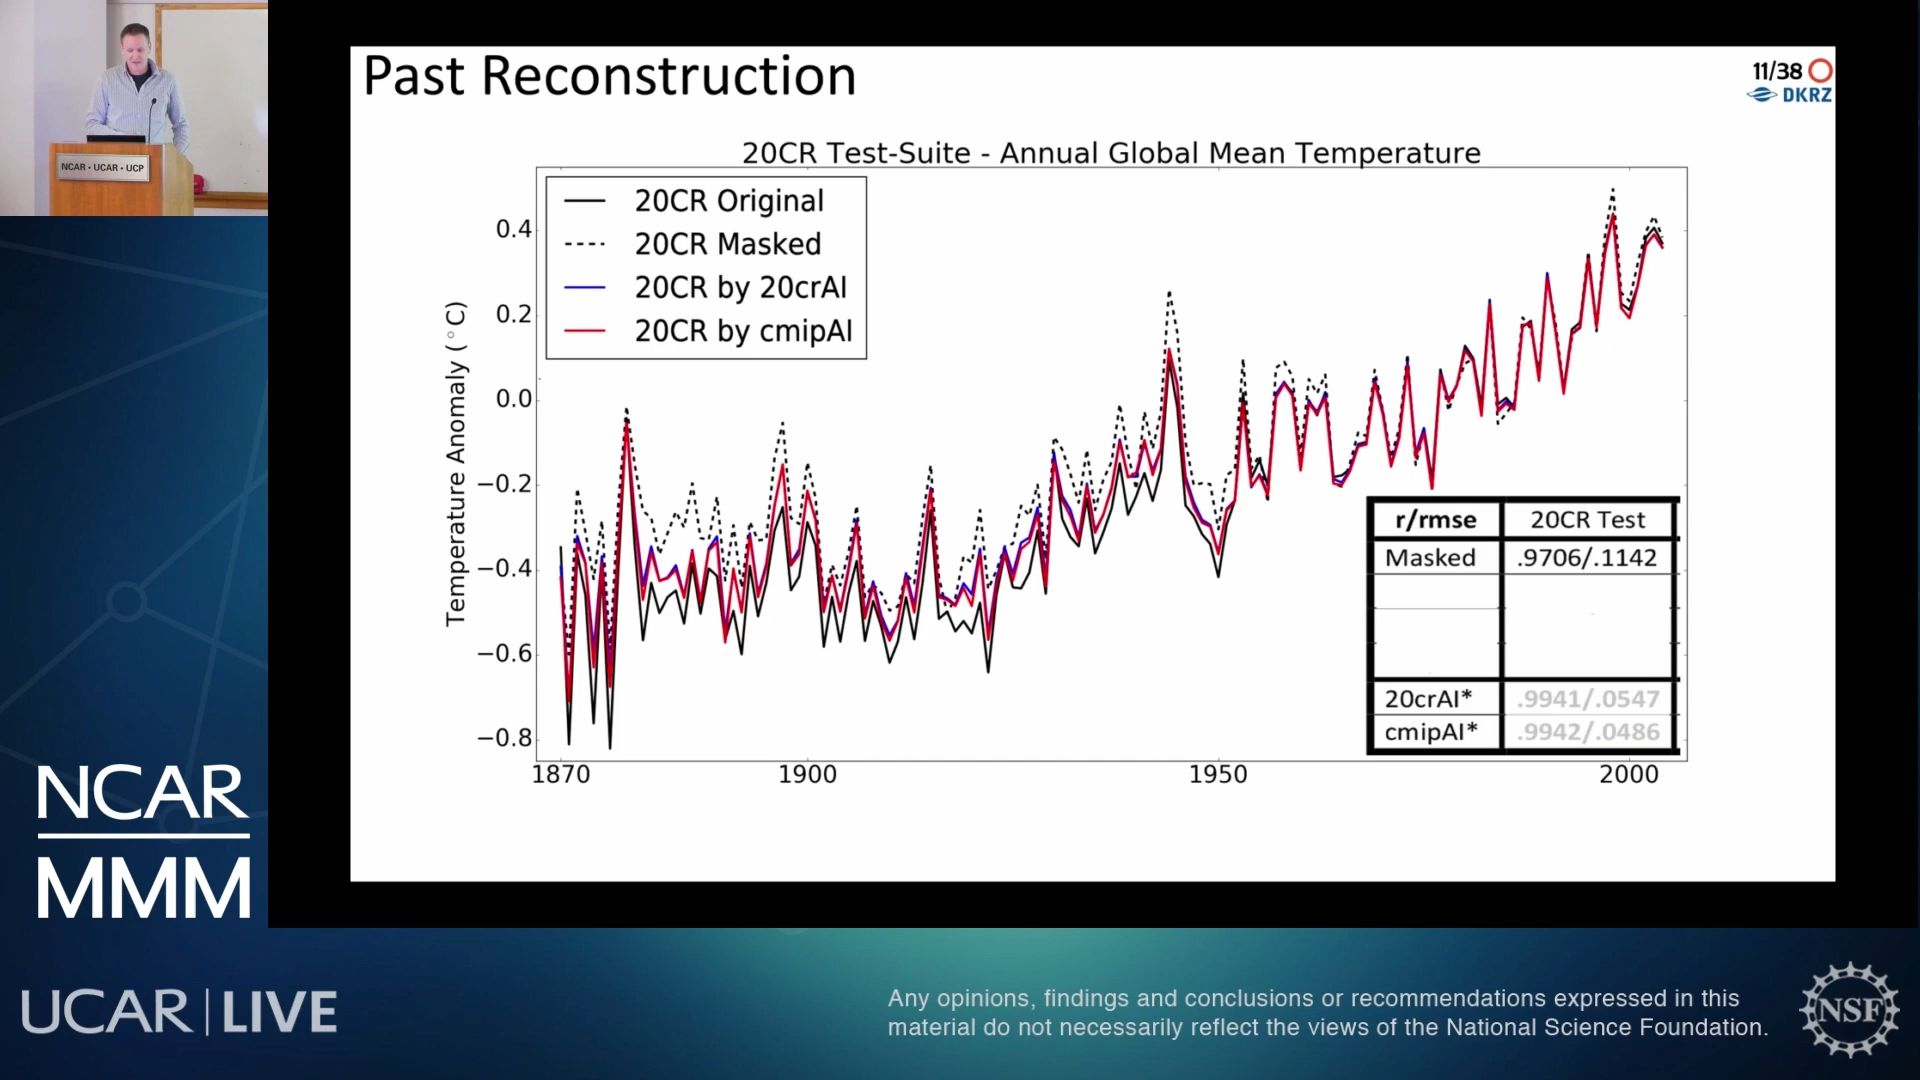 NCAR • UCAR • UCP
Past Reconstruction
11/38
DKRZ
20CR Test-Suite - Annual Global Mean Temperature
20CR Original
20CR Masked
20CR by 20crAI
20CR by cmipAI
Temperature Anomaly (°C)
0.4
0.2
0.0
−0.2
−0.4
−0.6
−0.8
1870
1900
1950
2000
r/rmse 20CR Test
Masked .9706/.1142
20crAI* .9941/.0547
cmipAI* .9942/.0486
NCAR
MMM
UCAR | LIVE
Any opinions, findings and conclusions or recommendations expressed in this
material do not necessarily reflect the views of the National Science Foundation.
NSF